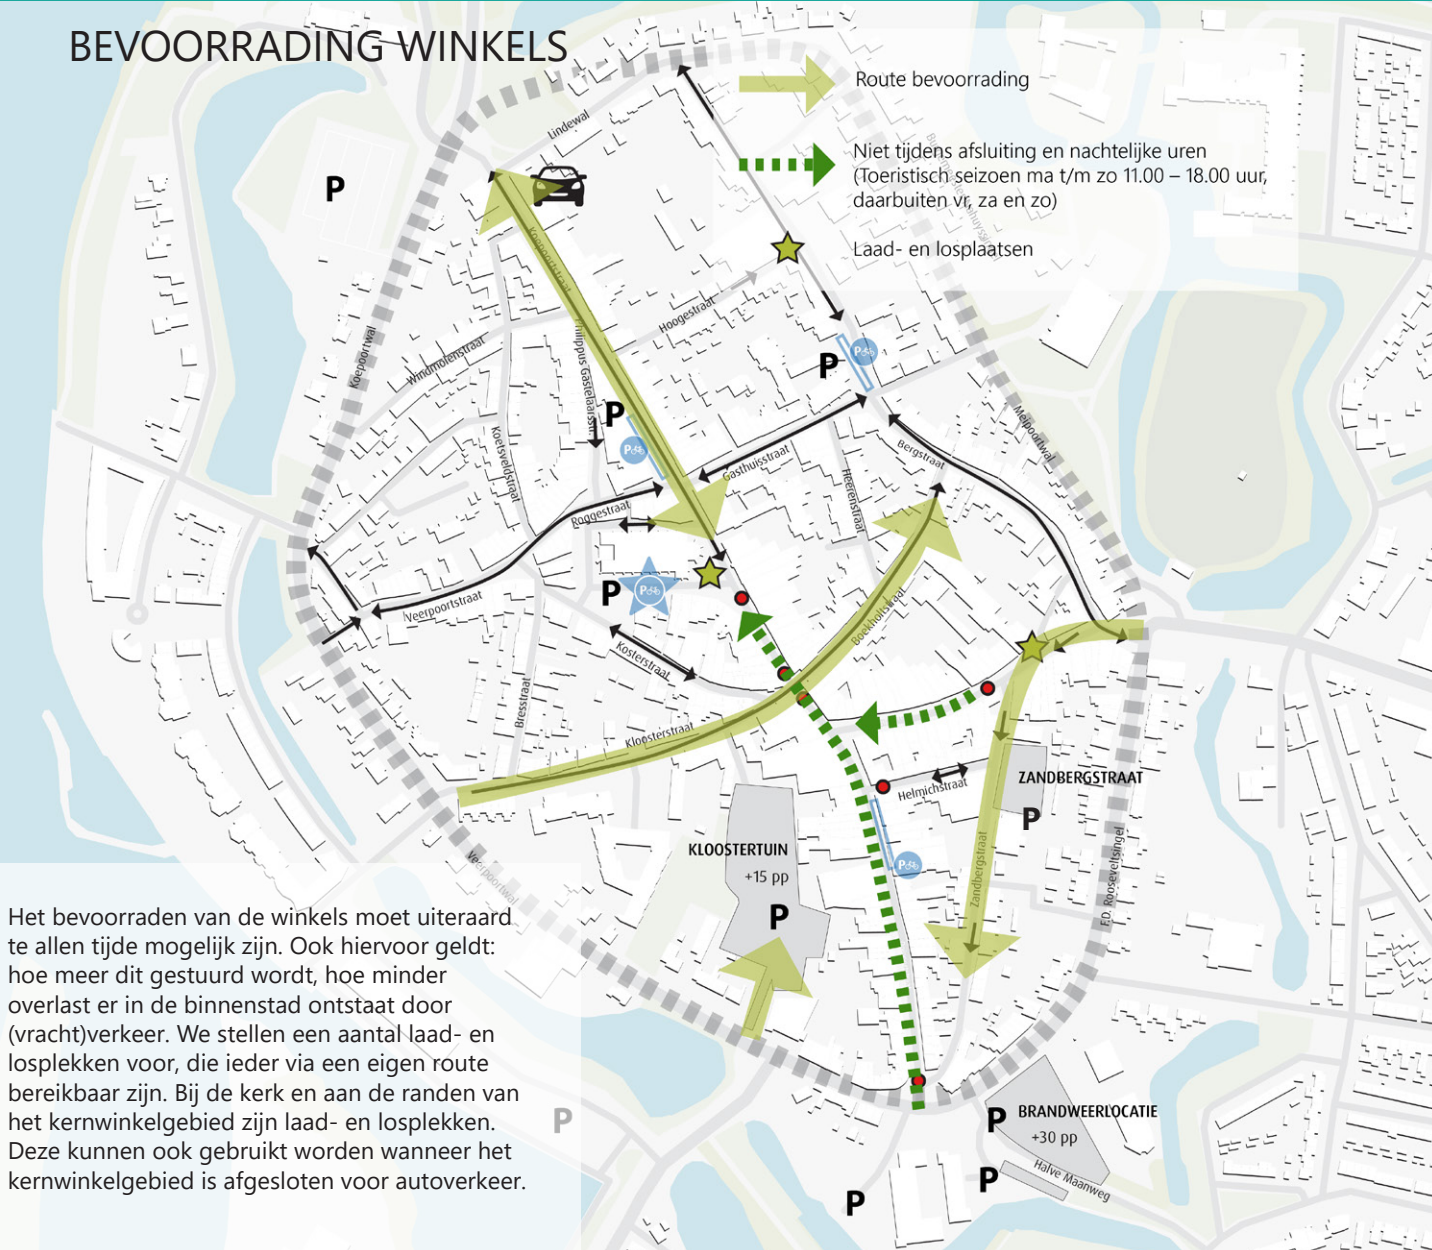 BEVOORRADING WINKELS
Route bevoorrading
Niet tijdens afsluiting en nachtelijke uren
(Toeristisch seizoen ma t/m zo 11.00 – 18.00 uur,
daarbuiten vr, za en zo)
Laad- en losplaatsen
Lindewal
P
Koepoortstraat
Hoogestraat
Koepoortwal
Windmolenstraat
Philippus Gastelaarsstr.
P
P
P
P
Meipoortwal
Koetsveldstraat
Gasthuisstraat
Heerenstraat
Bergstraat
Roggestraat
P
P
Veerpoortstraat
Boekholtstraat
Kosterstraat
Bresstraat
Kloosterstraat
ZANDBERGSTRAAT
P
Helmichstraat
KLOOSTERTUIN
+15 pp
P
P
Zandbergstraat
F.D. Rooseveltsingel
Veerpoortwal
Het bevoorraden van de winkels moet uiteraard
te allen tijde mogelijk zijn. Ook hiervoor geldt:
hoe meer dit gestuurd wordt, hoe minder
overlast er in de binnenstad ontstaat door
(vracht)verkeer. We stellen een aantal laad- en
losplekken voor, die ieder via een eigen route
bereikbaar zijn. Bij de kerk en aan de randen van
het kernwinkelgebied zijn laad- en losplekken.
Deze kunnen ook gebruikt worden wanneer het
kernwinkelgebied is afgesloten voor autoverkeer.
P
P
BRANDWEERLOCATIE
+30 pp
P
Halve Maanweg
P